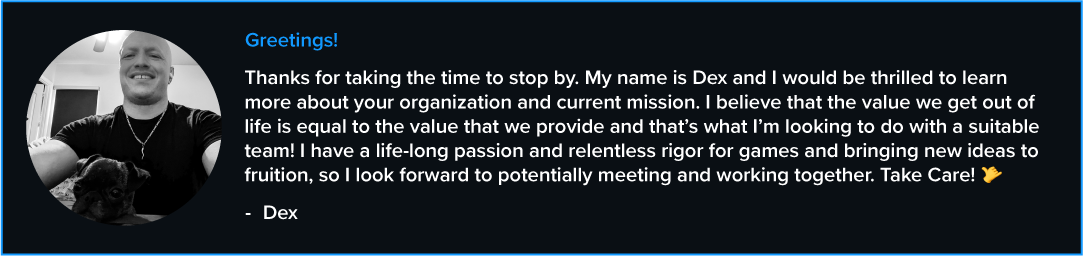 Greetings!
Thanks for taking the time to stop by. My name is Dex and I would be thrilled to learn
more about your organization and current mission. I believe that the value we get out of
life is equal to the value that we provide and that’s what I’m looking to do with a suitable
team! I have a life-long passion and relentless rigor for games and bringing new ideas to
fruition, so I look forward to potentially meeting and working together. Take Care! 🤙
- Dex